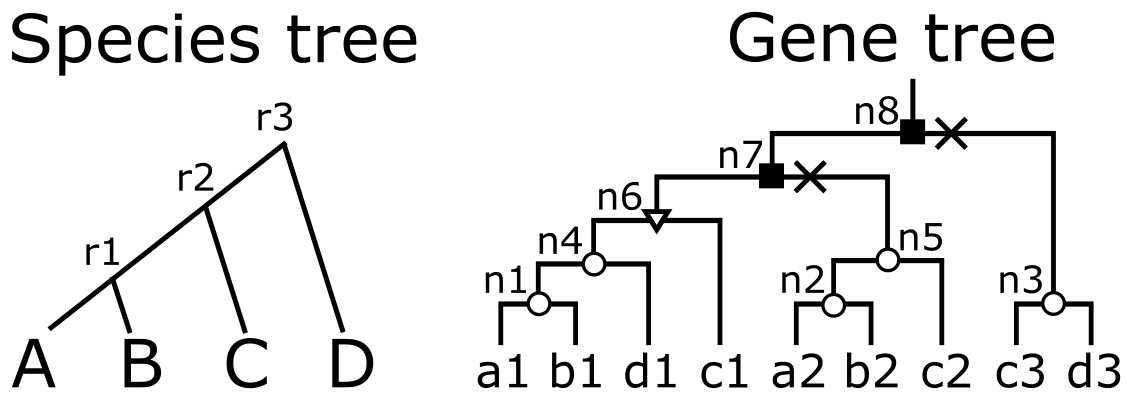 Species tree
Gene tree
r3
r2
r1
A B C D
n8
n7
n6
n4
n5
n1
n2
n3
a1 b1 d1 c1 a2 b2 c2 c3 d3